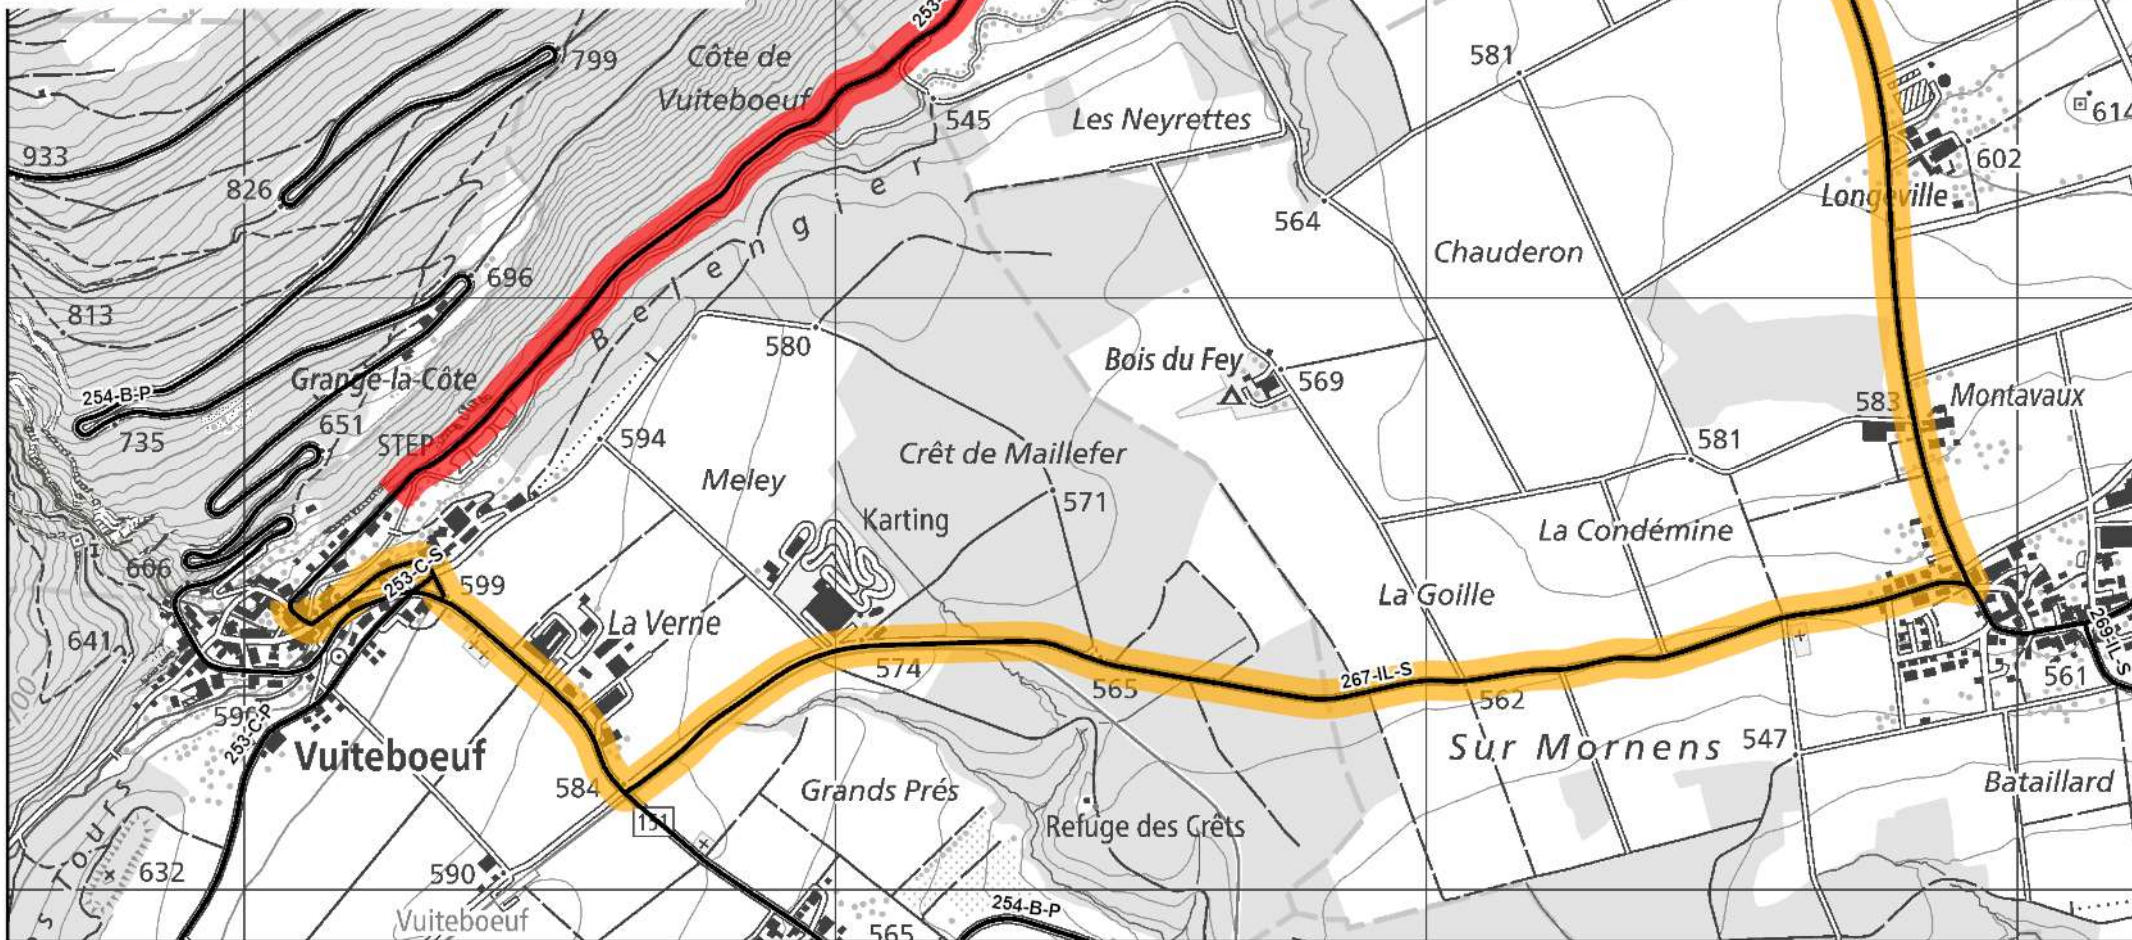 253-
799
Côte de
Vuiteboeuf
581
545
Les Neyrettes
614
933
826
602
Longeville
564
Chauderon
Belengier
696
813
580
Bois du Fey
569
Grange-la-Côte
254-B-P
735
651
STEP
594
583
Montavaux
581
Crêt de Maillefer
Meley
571
Karting
La Condémine
606
253-C-S
599
La Goille
La Verne
641
574
565
267-IL-S
562
269-IL-S
561
700
253-C-P
Vuiteboeuf
Sur Mornens
547
584
Grands Prés
Bataillard
151
Refuge des Crêts
s Tours
632
590
Vuiteboeuf
254-B-P
565